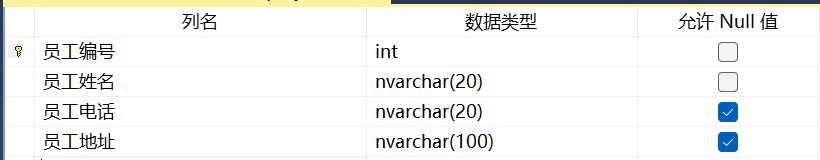 列名 数据类型 允许 Null 值
员工编号 int
员工姓名 nvarchar(20)
员工电话 nvarchar(20)
员工地址 nvarchar(100)